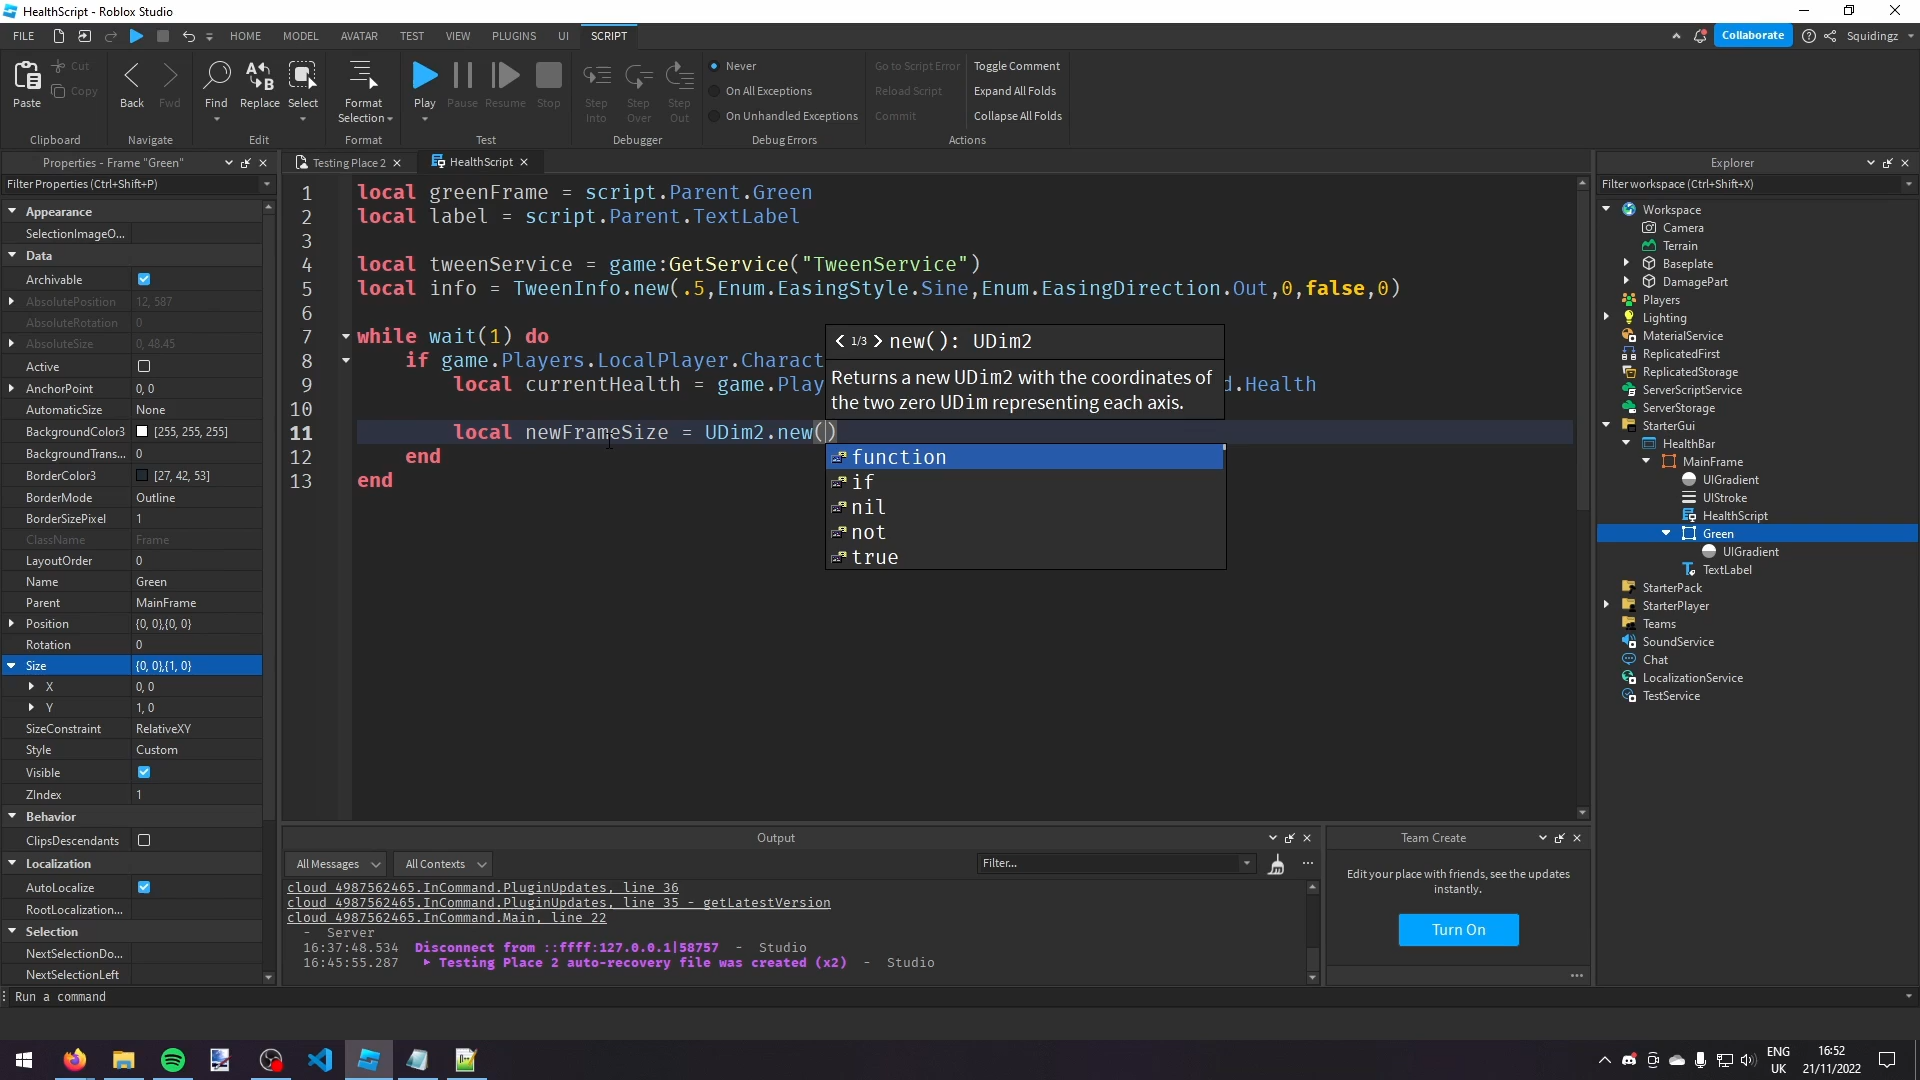 HealthScript - Roblox Studio
FILE HOME MODEL AVATAR TEST VIEW PLUGINS UI SCRIPT Collaborate Squidingz
Paste Cut Copy Back Fwd Find Replace Select Format Selection Play Pause Resume Stop Step Into Step Over Step Out
Never On All Exceptions On Unhandled Exceptions
Go to Script Error Reload Script Commit
Toggle Comment Expand All Folds Collapse All Folds
Clipboard Navigate Edit Format Test Debugger Debug Errors Actions
Properties - Frame "Green"
Filter Properties (Ctrl+Shift+P)
Appearance
SelectionImageO...
Data
Archivable
AbsolutePosition 12, 587
AbsoluteRotation 0
AbsoluteSize 0, 48.45
Active
AnchorPoint 0, 0
AutomaticSize None
BackgroundColor3 [255, 255, 255]
BackgroundTrans... 0
BorderColor3 [27, 42, 53]
BorderMode Outline
BorderSizePixel 1
ClassName Frame
LayoutOrder 0
Name Green
Parent MainFrame
Position {0, 0},{0, 0}
Rotation 0
Size {0, 0},{1, 0}
X 0, 0
Y 1, 0
SizeConstraint RelativeXY
Style Custom
Visible
ZIndex 1
Behavior
ClipsDescendants
Localization
AutoLocalize
RootLocalization...
Selection
NextSelectionDo...
NextSelectionLeft
Testing Place 2 HealthScript
1 local greenFrame = script.Parent.Green
2 local label = script.Parent.TextLabel
3
4 local tweenService = game:GetService("TweenService")
5 local info = TweenInfo.new(.5,Enum.EasingStyle.Sine,Enum.EasingDirection.Out,0,false,0)
6
7 while wait(1) do
8 if game.Players.LocalPlayer.Charact
9 local currentHealth = game.Play d.Health
10
11 local newFrameSize = UDim2.new()
12 end
13 end
1/3 new(): UDim2
Returns a new UDim2 with the coordinates of
the two zero UDim representing each axis.
function
if
nil
not
true
Output
All Messages All Contexts Filter...
cloud_4987562465.InCommand.PluginUpdates, line 36
cloud_4987562465.InCommand.PluginUpdates, line 35 - getLatestVersion
cloud_4987562465.InCommand.Main, line 22
- Server
16:37:48.534 Disconnect from ::ffff:127.0.0.1|58757 - Studio
16:45:55.287 Testing Place 2 auto-recovery file was created (x2) - Studio
Team Create
Edit your place with friends, see the updates
instantly.
Turn On
Explorer
Filter workspace (Ctrl+Shift+X)
Workspace
Camera
Terrain
Baseplate
DamagePart
Players
Lighting
MaterialService
ReplicatedFirst
ReplicatedStorage
ServerScriptService
ServerStorage
StarterGui
HealthBar
MainFrame
UIGradient
UIStroke
HealthScript
Green
UIGradient
TextLabel
StarterPack
StarterPlayer
Teams
SoundService
Chat
LocalizationService
TestService
Run a command
ENG
UK
16:52
21/11/2022